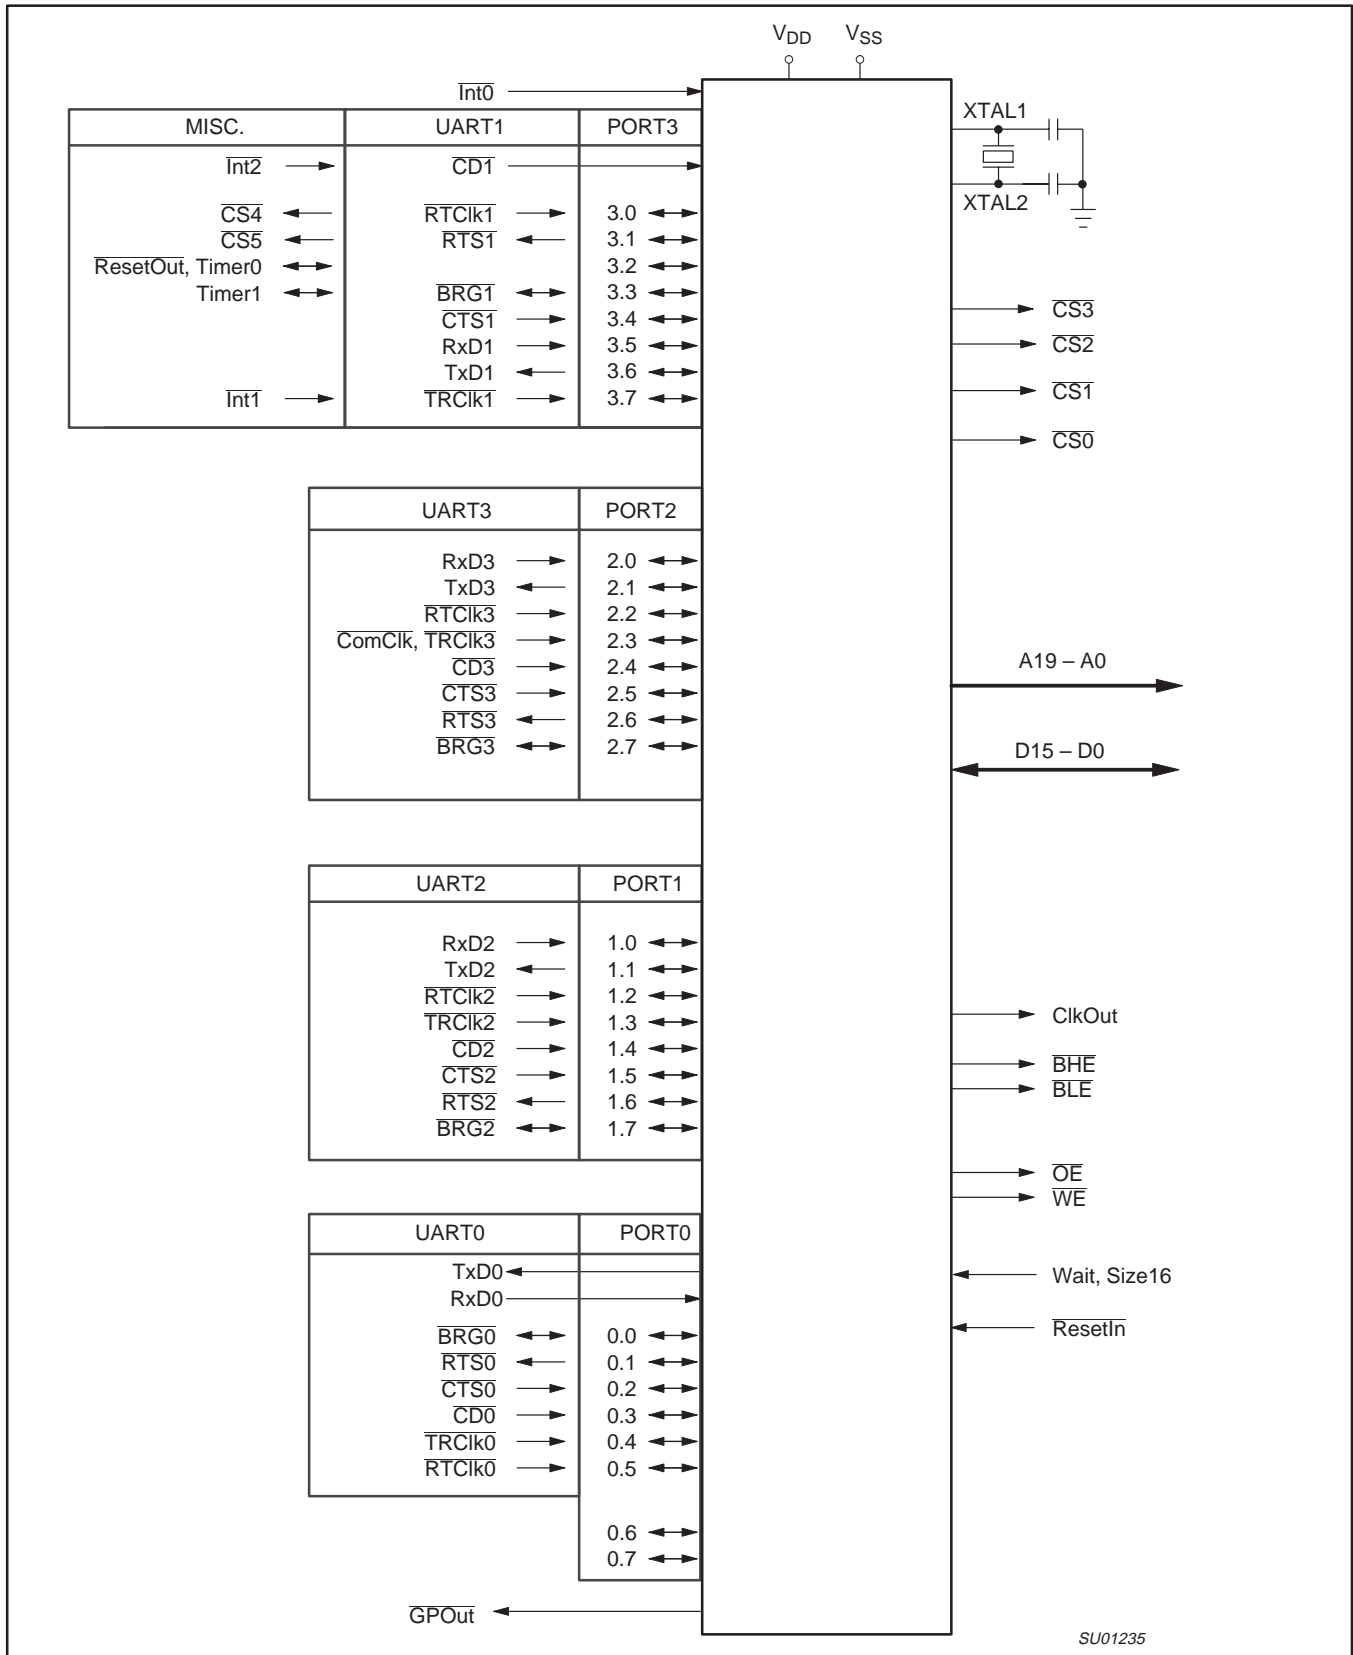 VDD VSS
Int0
MISC. UART1 PORT3
Int2 CD1
CS4 RTClk1 3.0
CS5 RTS1 3.1
ResetOut, Timer0 3.2
Timer1 BRG1 3.3
CTS1 3.4
RxD1 3.5
TxD1 3.6
Int1 TRClk1 3.7
XTAL1
XTAL2
CS3
CS2
CS1
CS0
UART3 PORT2
RxD3 2.0
TxD3 2.1
RTClk3 2.2
ComClk, TRClk3 2.3
CD3 2.4
CTS3 2.5
RTS3 2.6
BRG3 2.7
A19 – A0
D15 – D0
UART2 PORT1
RxD2 1.0
TxD2 1.1
RTClk2 1.2
TRClk2 1.3
CD2 1.4
CTS2 1.5
RTS2 1.6
BRG2 1.7
ClkOut
BHE
BLE
OE
WE
UART0 PORT0
TxD0
RxD0
BRG0 0.0
RTS0 0.1
CTS0 0.2
CD0 0.3
TRClk0 0.4
RTClk0 0.5
0.6
0.7
Wait, Size16
ResetIn
GPOut
SU01235